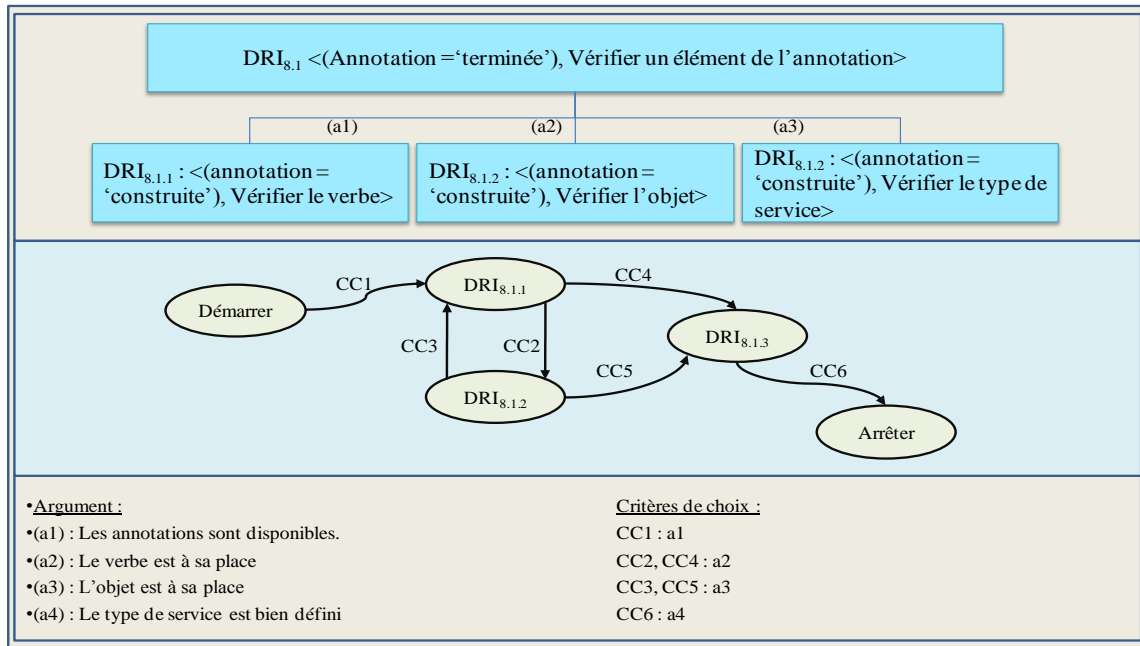 DRI8.1 <(Annotation =‘terminée’), Vérifier un élément de l’annotation>
(a1)
(a2)
(a3)
DRI8.1.1 : <(annotation =
‘construite’), Vérifier le verbe>
DRI8.1.2 : <(annotation =
‘construite’), Vérifier l’objet>
DRI8.1.2 : <(annotation =
‘construite’), Vérifier le type de
service>
Démarrer
CC1
DRI8.1.1
CC4
CC3
CC2
DRI8.1.3
DRI8.1.2
CC5
CC6
Arrêter
•Argument :
•(a1) : Les annotations sont disponibles.
•(a2) : Le verbe est à sa place
•(a3) : L’objet est à sa place
•(a4) : Le type de service est bien défini
Critères de choix :
CC1 : a1
CC2, CC4 : a2
CC3, CC5 : a3
CC6 : a4